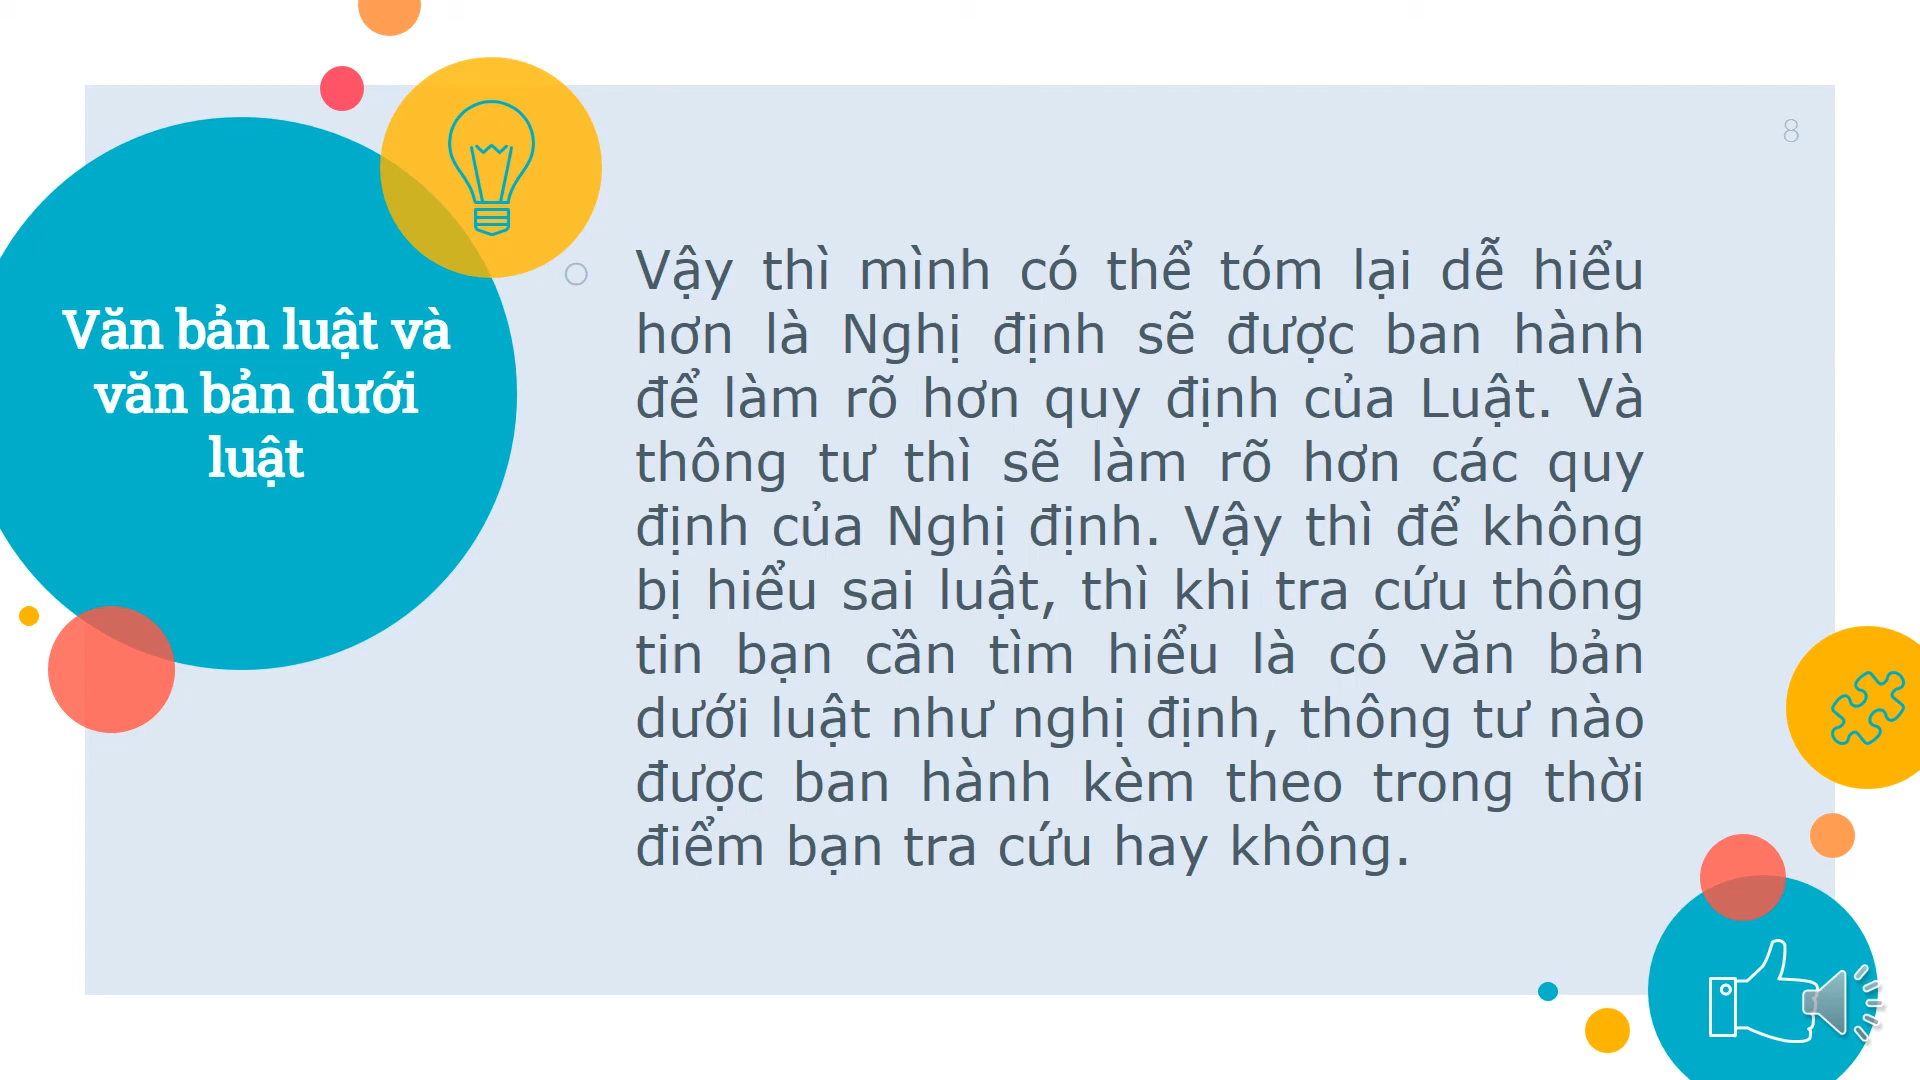 8
Văn bản luật và
văn bản dưới
luật
Vậy thì mình có thể tóm lại dễ hiểu
hơn là Nghị định sẽ được ban hành
để làm rõ hơn quy định của Luật. Và
thông tư thì sẽ làm rõ hơn các quy
định của Nghị định. Vậy thì để không
bị hiểu sai luật, thì khi tra cứu thông
tin bạn cần tìm hiểu là có văn bản
dưới luật như nghị định, thông tư nào
được ban hành kèm theo trong thời
điểm bạn tra cứu hay không.